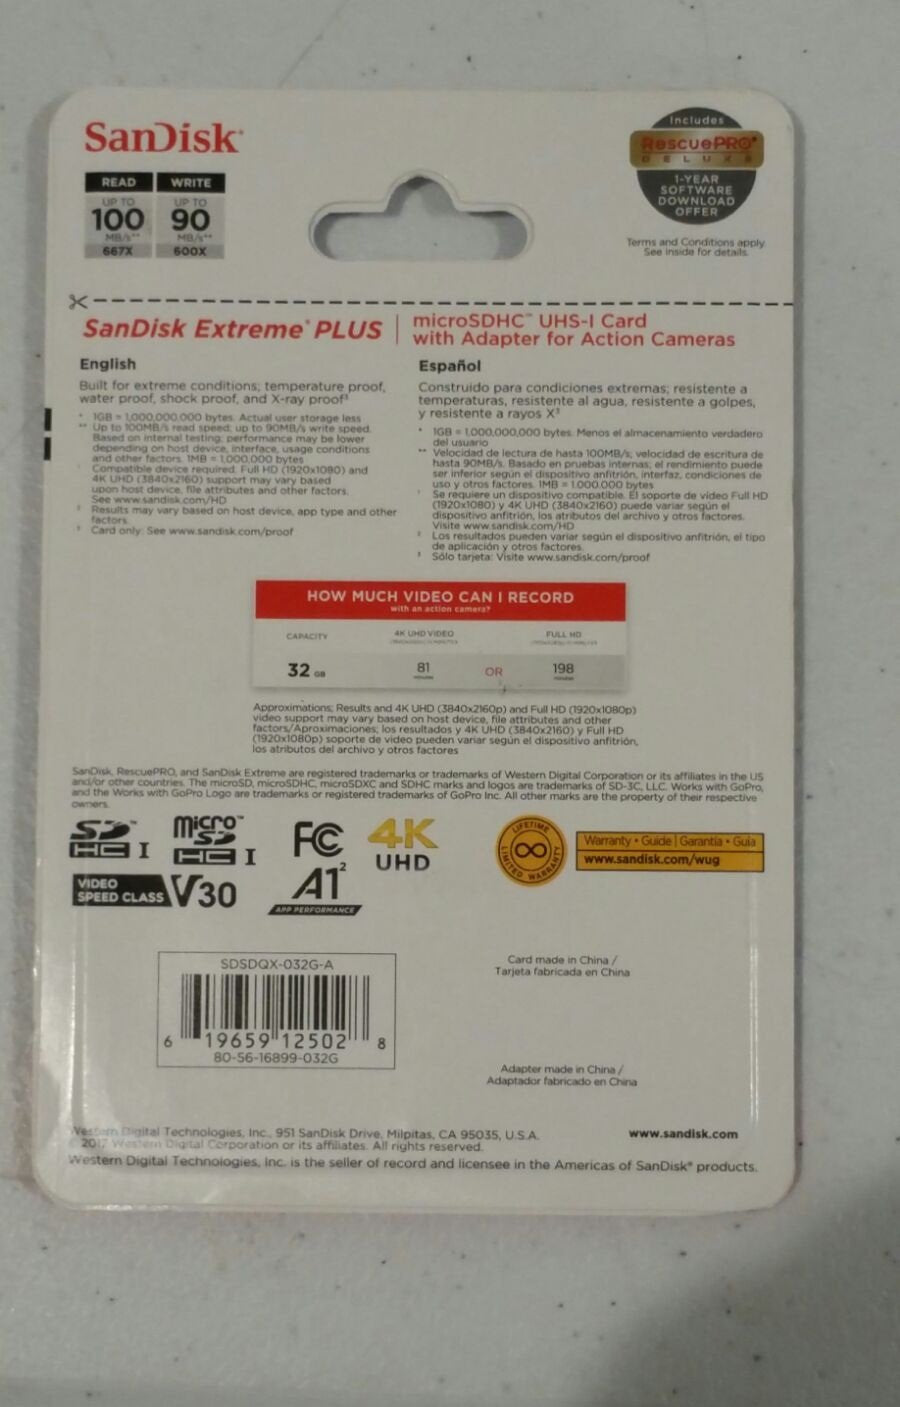 SanDisk®
READ WRITE
UP TO UP TO
100 90
MB/s** MB/s**
667X 600X
Includes
RescuePRO®
DELUXE
1-YEAR
SOFTWARE
DOWNLOAD
OFFER
Terms and Conditions apply.
See inside for details.
SanDisk Extreme® PLUS
microSDHC™ UHS-I Card
with Adapter for Action Cameras
English
Built for extreme conditions; temperature proof,
water proof, shock proof, and X-ray proof³
* 1GB = 1,000,000,000 bytes. Actual user storage less
** Up to 100MB/s read speed; up to 90MB/s write speed.
Based on internal testing; performance may be lower
depending on host device, interface, usage conditions
and other factors. 1MB = 1,000,000 bytes
Compatible device required. Full HD (1920x1080) and
4K UHD (3840x2160) support may vary based
upon host device, file attributes and other factors.
See www.sandisk.com/HD
² Results may vary based on host device, app type and other
factors.
³ Card only. See www.sandisk.com/proof
Español
Construido para condiciones extremas; resistente a
temperaturas, resistente al agua, resistente a golpes,
y resistente a rayos X³
* 1GB = 1,000,000,000 bytes. Menos el almacenamiento verdadero
del usuario
** Velocidad de lectura de hasta 100MB/s; velocidad de escritura de
hasta 90MB/s. Basado en pruebas internas; el rendimiento puede
ser inferior según el dispositivo anfitrión, interfaz, condiciones de
uso y otros factores. 1MB = 1.000.000 bytes
¹ Se requiere un dispositivo compatible. El soporte de video Full HD
(1920x1080) y 4K UHD (3840x2160) puede variar según el
dispositivo anfitrión, los atributos del archivo y otros factores.
Visite www.sandisk.com/HD
² Los resultados pueden variar según el dispositivo anfitrión, el tipo
de aplicación y otros factores.
³ Sólo tarjeta: Visite www.sandisk.com/proof
HOW MUCH VIDEO CAN I RECORD
with an action camera?
CAPACITY 4K UHD VIDEO FULL HD
32 GB 81 minutes OR 198 minutes
Approximations; Results and 4K UHD (3840x2160p) and Full HD (1920x1080p)
video support may vary based on host device, file attributes and other
factors/Aproximaciones; los resultados y 4K UHD (3840x2160) y Full HD
(1920x1080p) soporte de video pueden variar según el dispositivo anfitrión,
los atributos del archivo y otros factores
SanDisk, RescuePRO, and SanDisk Extreme are registered trademarks or trademarks of Western Digital Corporation or its affiliates in the US
and/or other countries. The microSD, microSDHC, microSDXC and SDHC marks and logos are trademarks of SD-3C, LLC. Works with GoPro,
and the Works with GoPro Logo are trademarks or registered trademarks of GoPro Inc. All other marks are the property of their respective
owners.
SD™ HC I
Micro SD™ HC I
FC
4K
UHD
VIDEO
SPEED CLASS V30
A1²
APP PERFORMANCE
LIFETIME
LIMITED WARRANTY
Warranty • Guide | Garantía • Guía
www.sandisk.com/wug
SDSDQX-032G-A
6 19659 12502 8
80-56-16899-032G
Card made in China /
Tarjeta fabricada en China
Adapter made in China /
Adaptador fabricado en China
Western Digital Technologies, Inc., 951 SanDisk Drive, Milpitas, CA 95035, U.S.A.
© 2017 Western Digital Corporation or its affiliates. All rights reserved.
www.sandisk.com
Western Digital Technologies, Inc. is the seller of record and licensee in the Americas of SanDisk® products.